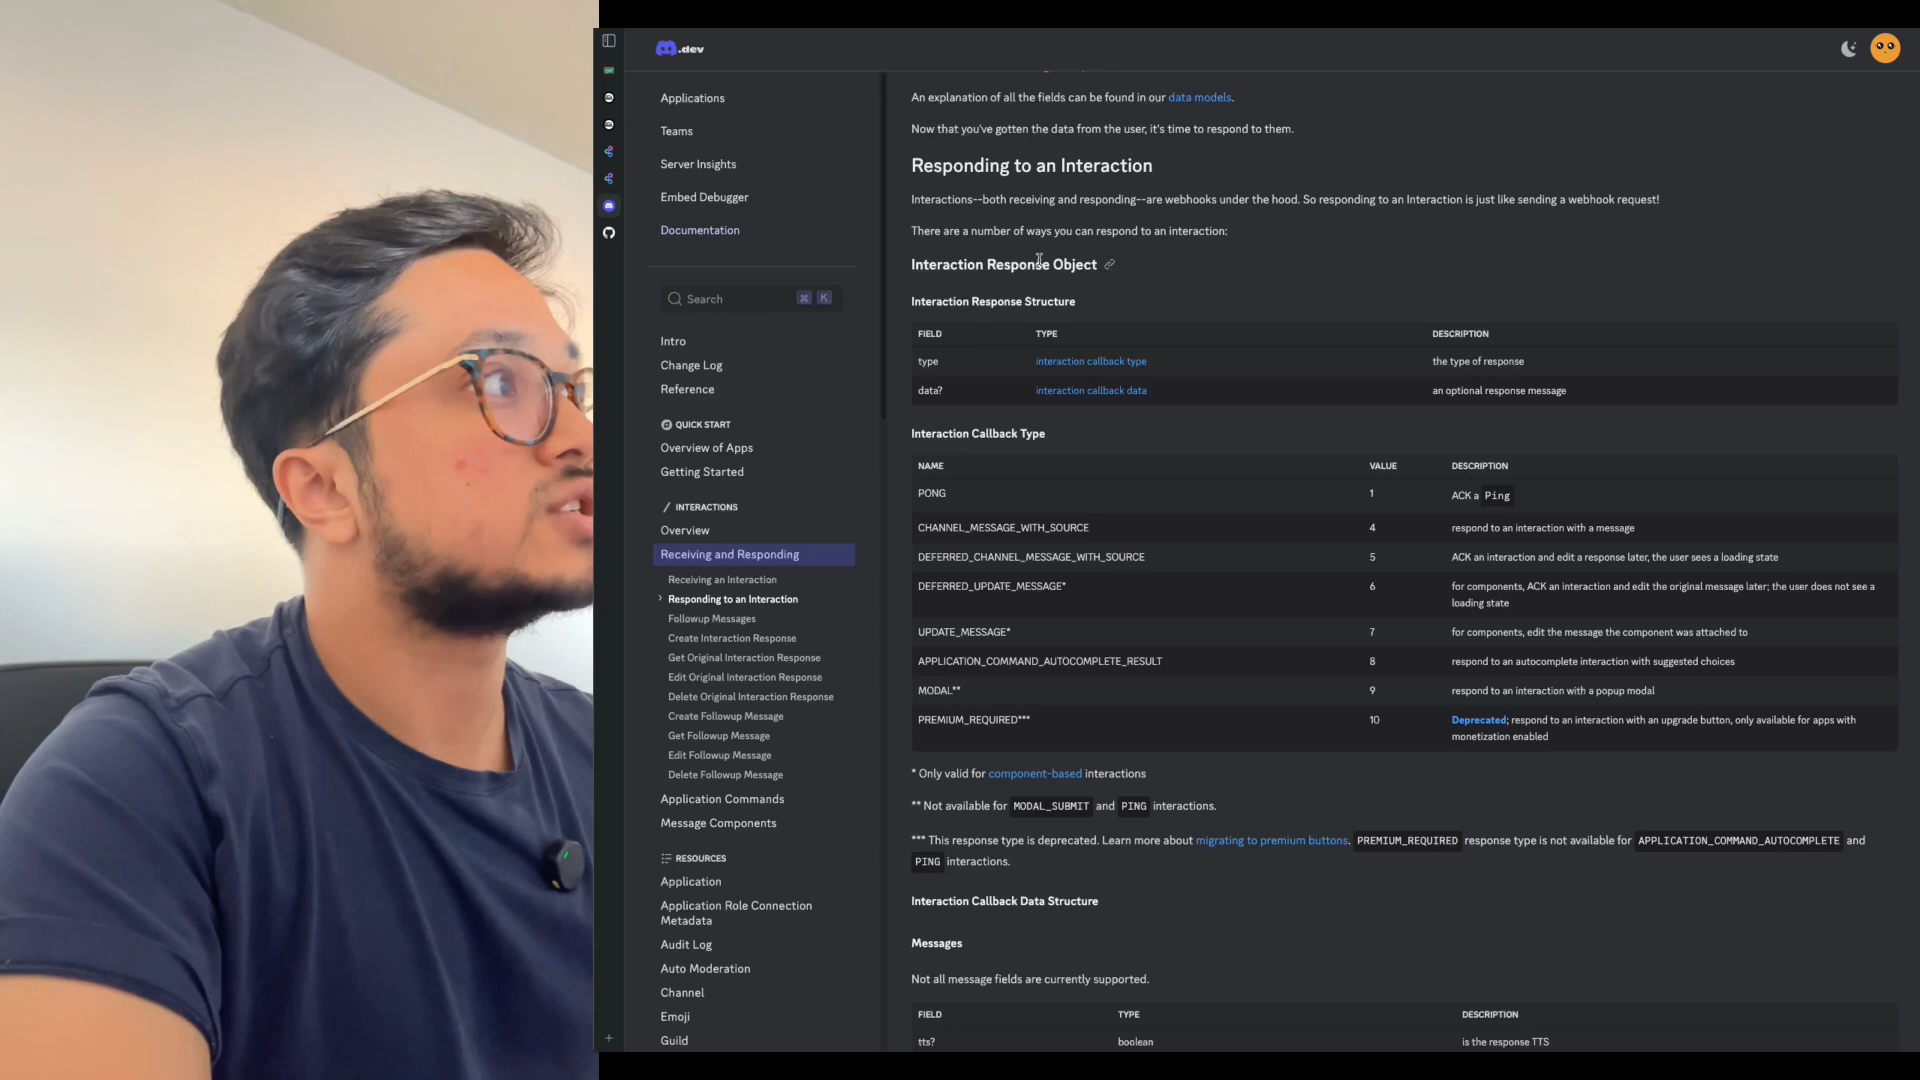 .dev
Applications
Teams
Server Insights
Embed Debugger
Documentation
Search ⌘ K
Intro
Change Log
Reference
QUICK START
Overview of Apps
Getting Started
INTERACTIONS
Overview
Receiving and Responding
Receiving an Interaction
Responding to an Interaction
Followup Messages
Create Interaction Response
Get Original Interaction Response
Edit Original Interaction Response
Delete Original Interaction Response
Create Followup Message
Get Followup Message
Edit Followup Message
Delete Followup Message
Application Commands
Message Components
RESOURCES
Application
Application Role Connection
Metadata
Audit Log
Auto Moderation
Channel
Emoji
Guild
An explanation of all the fields can be found in our data models.
Now that you've gotten the data from the user, it's time to respond to them.
Responding to an Interaction
Interactions--both receiving and responding--are webhooks under the hood. So responding to an Interaction is just like sending a webhook request!
There are a number of ways you can respond to an interaction:
Interaction Response Object
Interaction Response Structure
FIELD TYPE DESCRIPTION
type interaction callback type the type of response
data? interaction callback data an optional response message
Interaction Callback Type
NAME VALUE DESCRIPTION
PONG 1 ACK a Ping
CHANNEL_MESSAGE_WITH_SOURCE 4 respond to an interaction with a message
DEFERRED_CHANNEL_MESSAGE_WITH_SOURCE 5 ACK an interaction and edit a response later, the user sees a loading state
DEFERRED_UPDATE_MESSAGE* 6 for components, ACK an interaction and edit the original message later; the user does not see a
loading state
UPDATE_MESSAGE* 7 for components, edit the message the component was attached to
APPLICATION_COMMAND_AUTOCOMPLETE_RESULT 8 respond to an autocomplete interaction with suggested choices
MODAL** 9 respond to an interaction with a popup modal
PREMIUM_REQUIRED*** 10 Deprecated; respond to an interaction with an upgrade button, only available for apps with
monetization enabled
* Only valid for component-based interactions
** Not available for MODAL_SUBMIT and PING interactions.
*** This response type is deprecated. Learn more about migrating to premium buttons. PREMIUM_REQUIRED response type is not available for APPLICATION_COMMAND_AUTOCOMPLETE and
PING interactions.
Interaction Callback Data Structure
Messages
Not all message fields are currently supported.
FIELD TYPE DESCRIPTION
tts? boolean is the response TTS